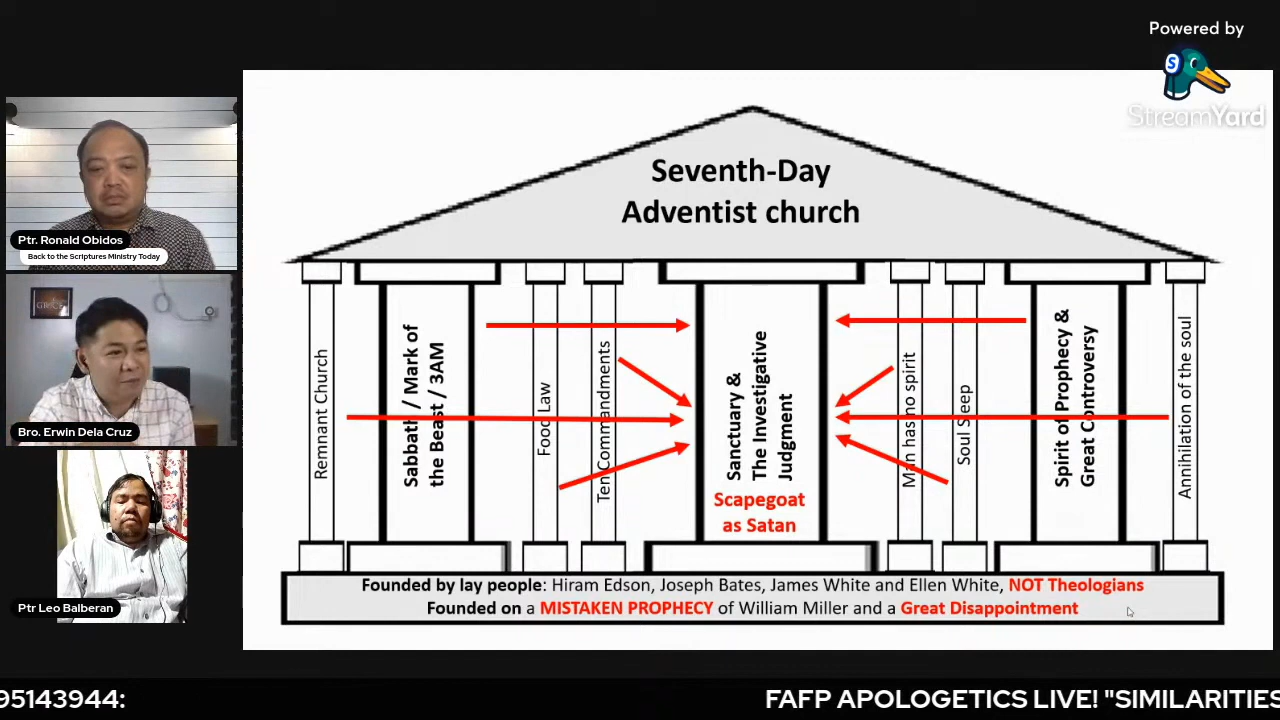 Powered by
S
StreamYard
Ptr. Ronald Obidos
Back to the Scriptures Ministry Today
Bro. Erwin Dela Cruz
Ptr Leo Balberan
Seventh-Day
Adventist church
Remnant Church
Sabbath / Mark of
the Beast / 3AM
Food Law
Ten Commandments
Sanctuary &
The Investigative
Judgment
Scapegoat
as Satan
Man has no spirit
Soul Sleep
Spirit of Prophecy &
Great Controversy
Annihilation of the soul
Founded by lay people: Hiram Edson, Joseph Bates, James White and Ellen White, NOT Theologians
Founded on a MISTAKEN PROPHECY of William Miller and a Great Disappointment
95143944: FAFP APOLOGETICS LIVE! "SIMILARITIES